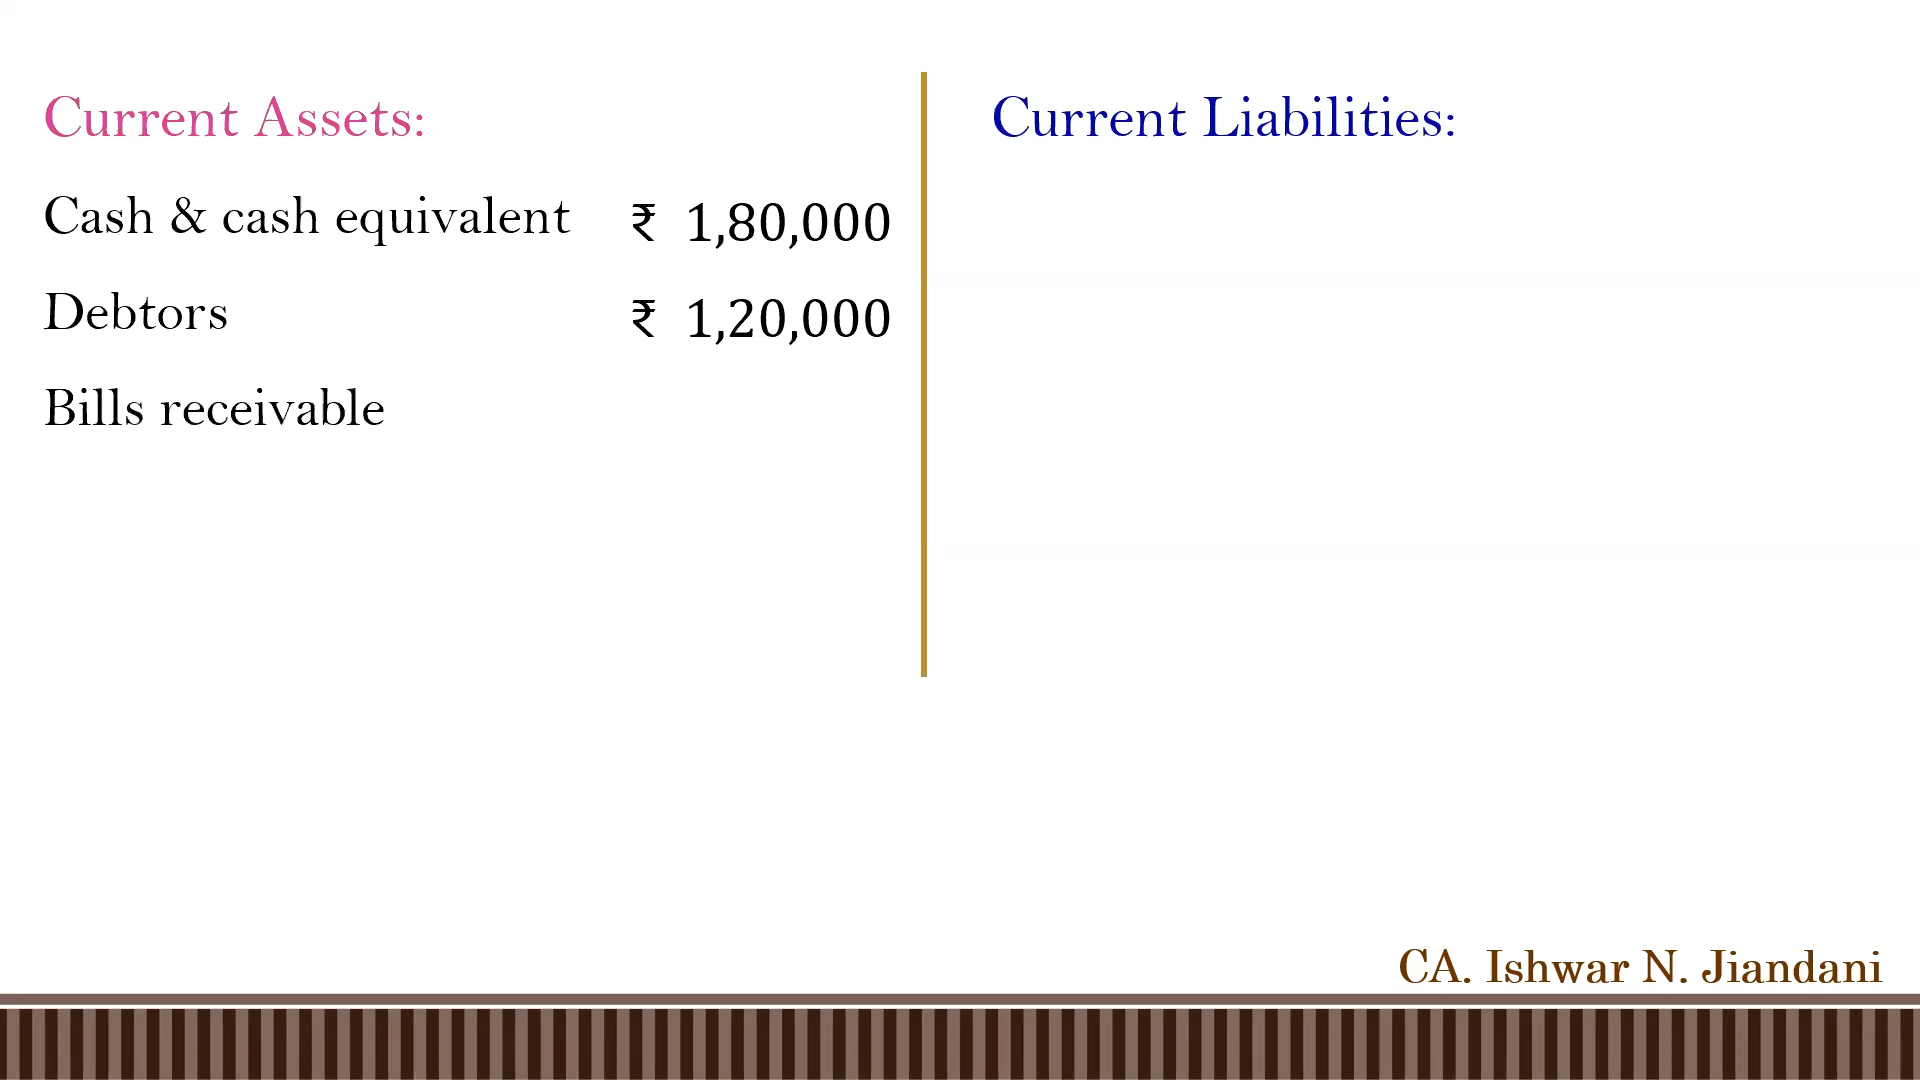 Current Assets:
Cash & cash equivalent ₹ 1,80,000
Debtors ₹ 1,20,000
Bills receivable
Current Liabilities:
CA. Ishwar N. Jiandani